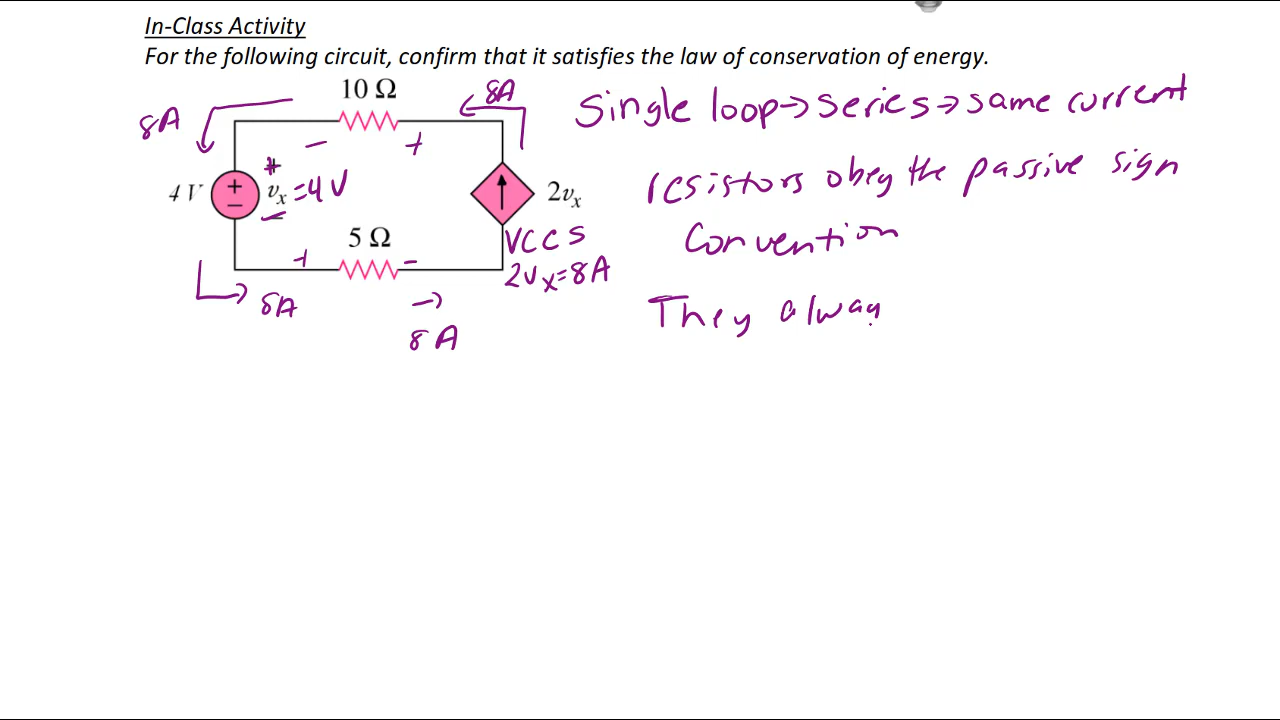 In-Class Activity
For the following circuit, confirm that it satisfies the law of conservation of energy.
10 Ω
8A
8A
Single loop→series→same current
+
− +
4 V
+
−
vx
=4V
−
2vx
resistors obey the passive sign
convention
5 Ω
+ −
VCCS
2Vx=8A
8A
→
8A
They alway